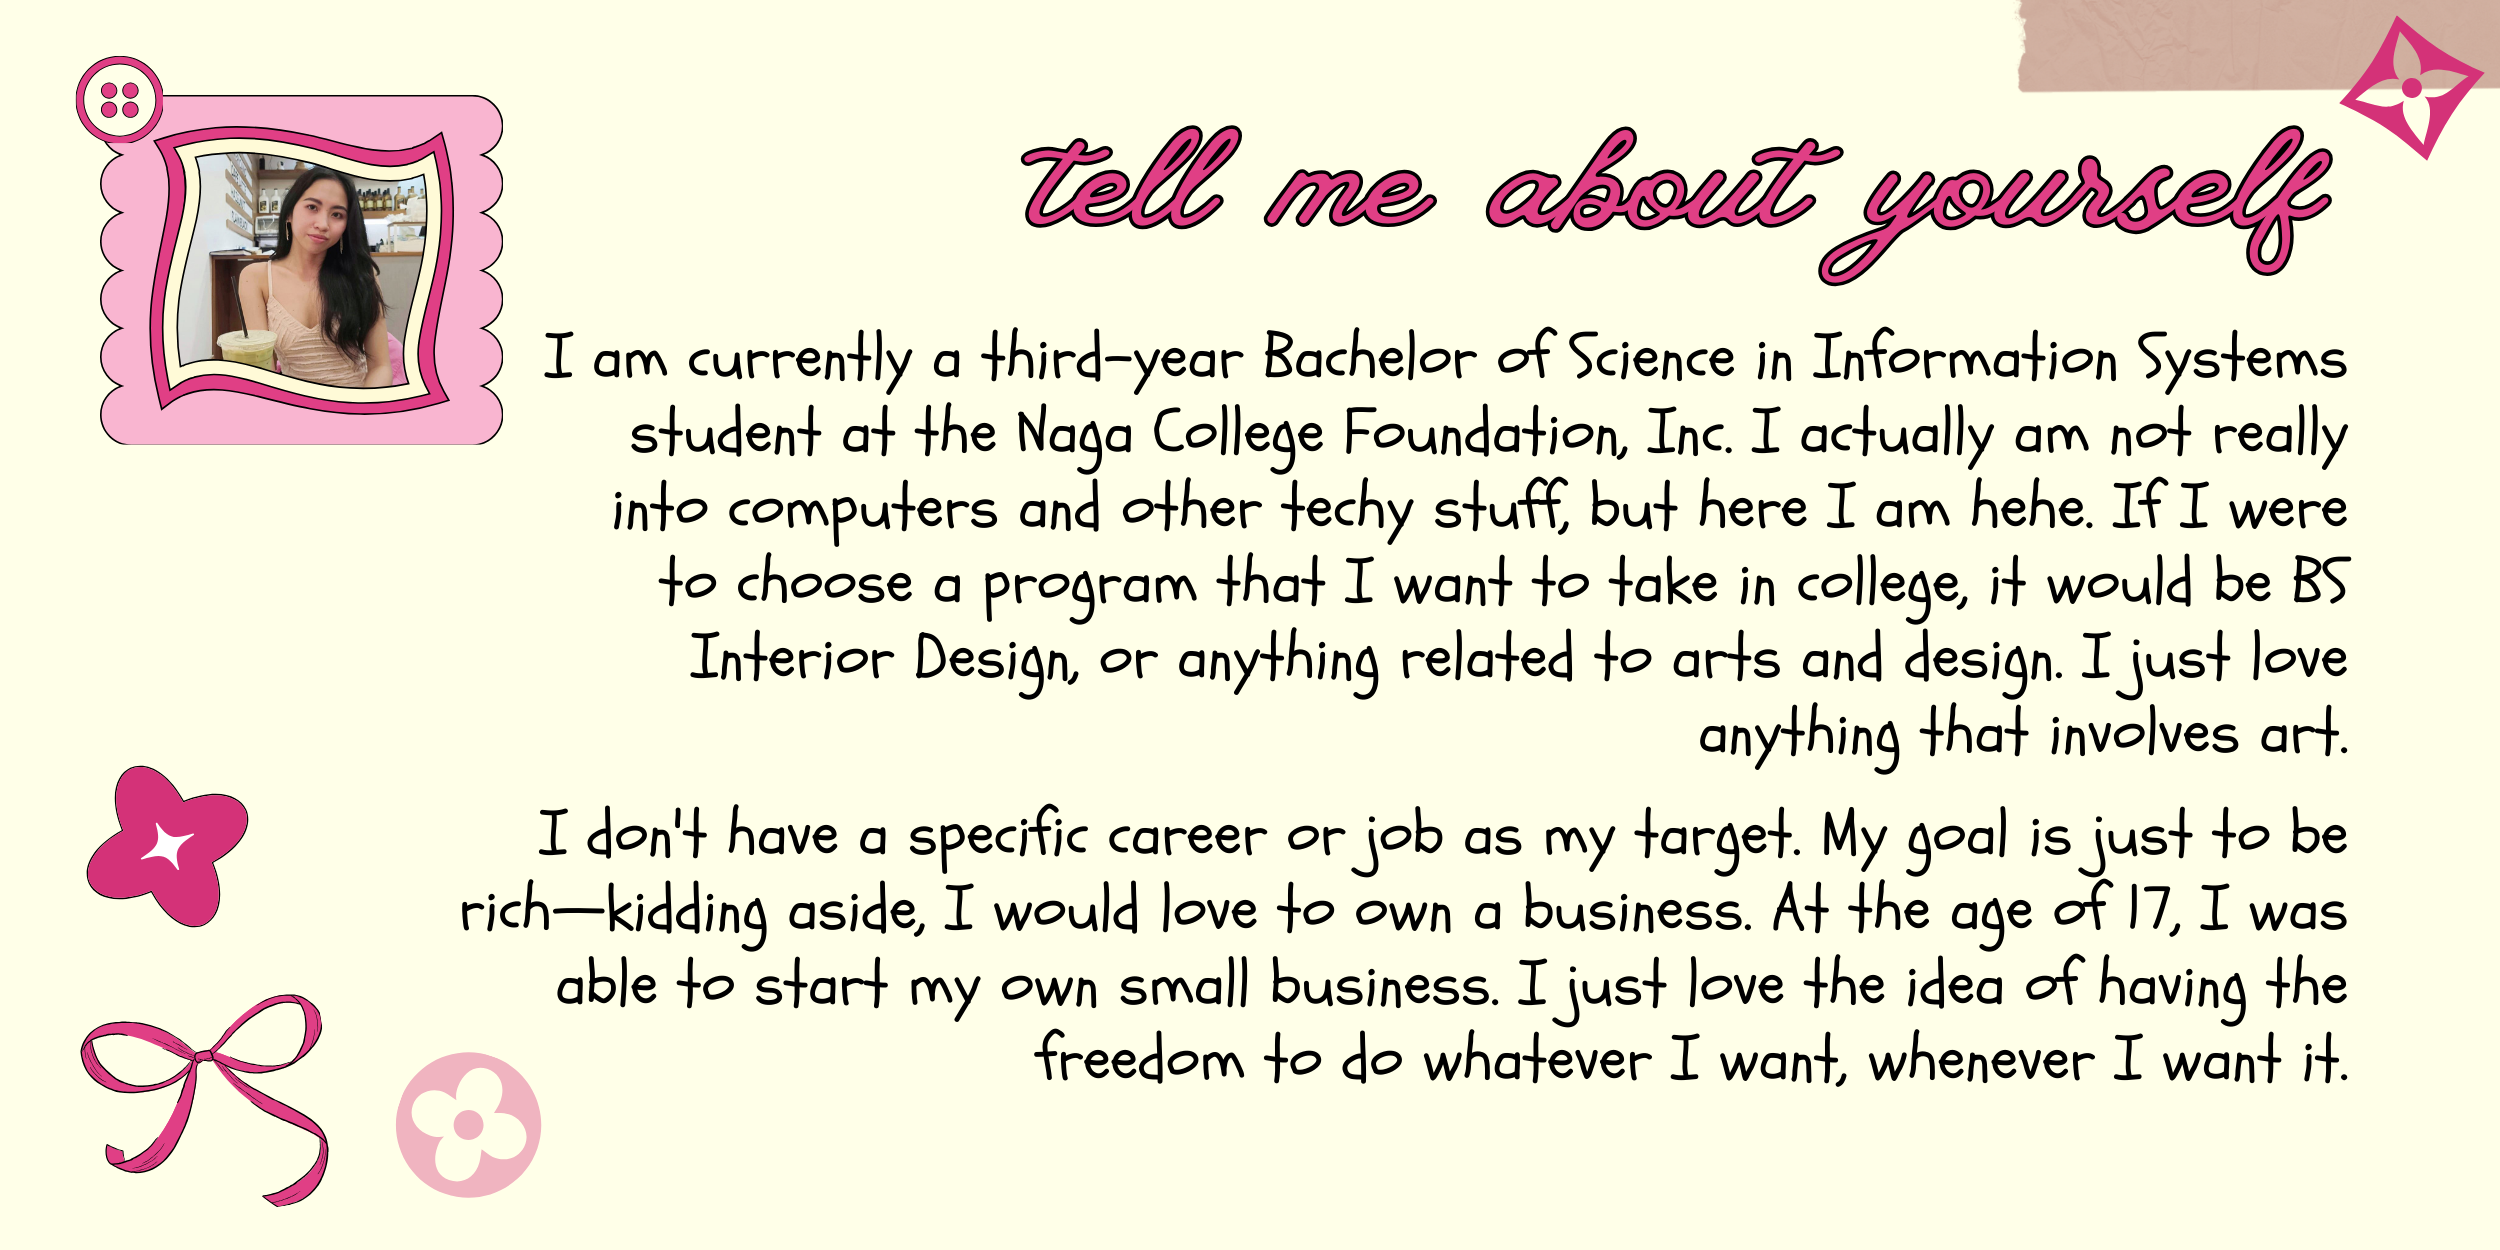 tell me about yourself
I am currently a third-year Bachelor of Science in Information Systems
student at the Naga College Foundation, Inc. I actually am not really
into computers and other techy stuff, but here I am hehe. If I were
to choose a program that I want to take in college, it would be BS
Interior Design, or anything related to arts and design. I just love
anything that involves art.
I don't have a specific career or job as my target. My goal is just to be
rich—kidding aside, I would love to own a business. At the age of 17, I was
able to start my own small business. I just love the idea of having the
freedom to do whatever I want, whenever I want it.